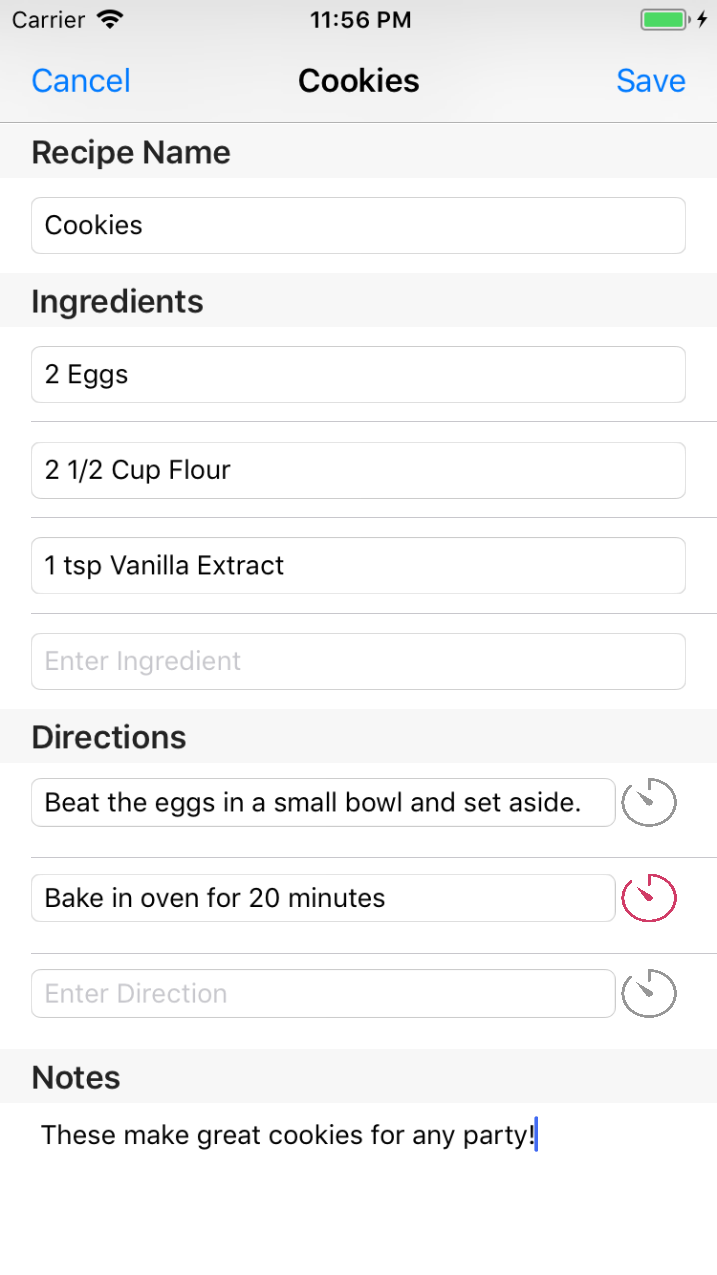 Carrier 11:56 PM
Cancel Cookies Save
Recipe Name
Cookies
Ingredients
2 Eggs
2 1/2 Cup Flour
1 tsp Vanilla Extract
Enter Ingredient
Directions
Beat the eggs in a small bowl and set aside.
Bake in oven for 20 minutes
Enter Direction
Notes
These make great cookies for any party!